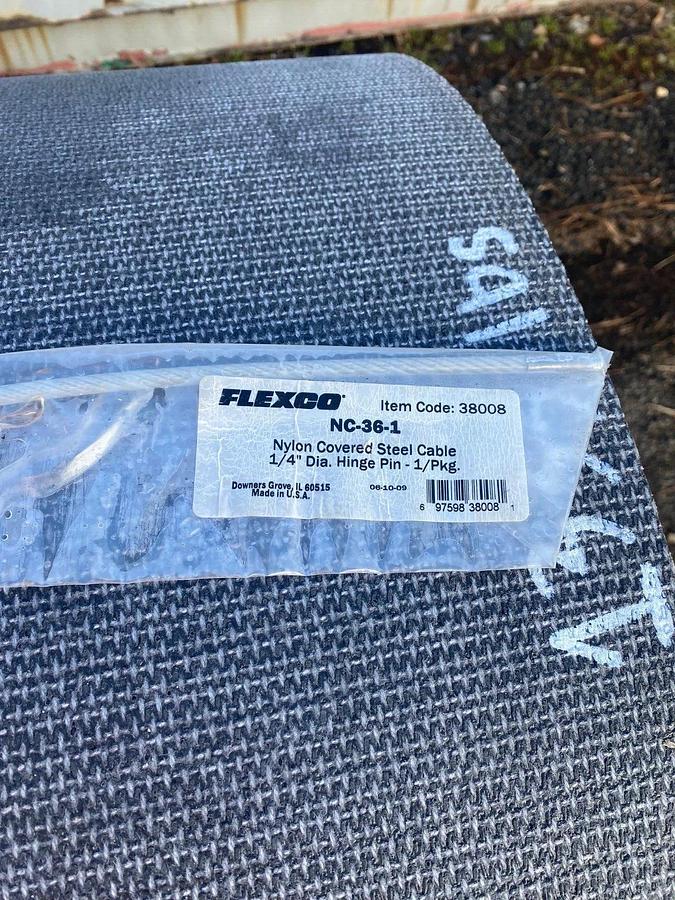 FLEXCO®
Item Code: 38008
NC-36-1
Nylon Covered Steel Cable
1/4" Dia. Hinge Pin - 1/Pkg.
Downers Grove, IL 60515
Made in U.S.A.
06-10-09
6 97598 38008 1